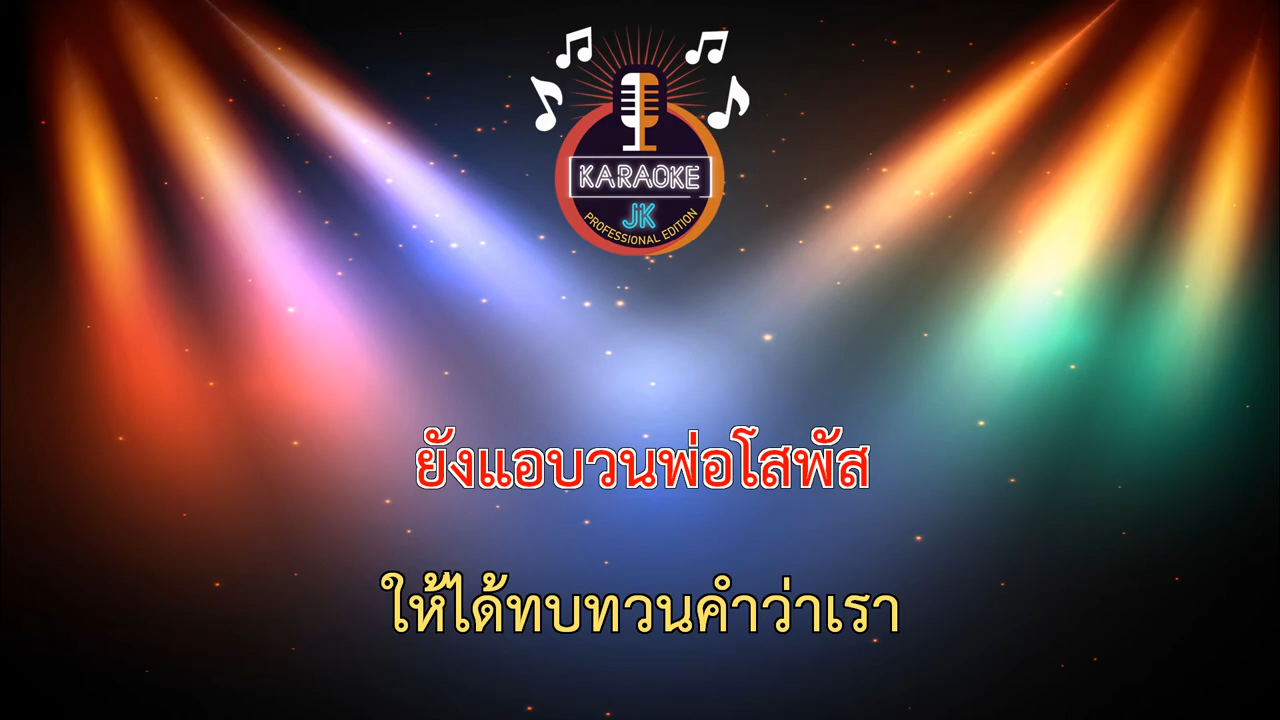 KARAOKE
JK
PROFESSIONAL EDITION
ยังแอบวนพ่อโสพัส
ให้ได้ทบทวนคำว่าเรา